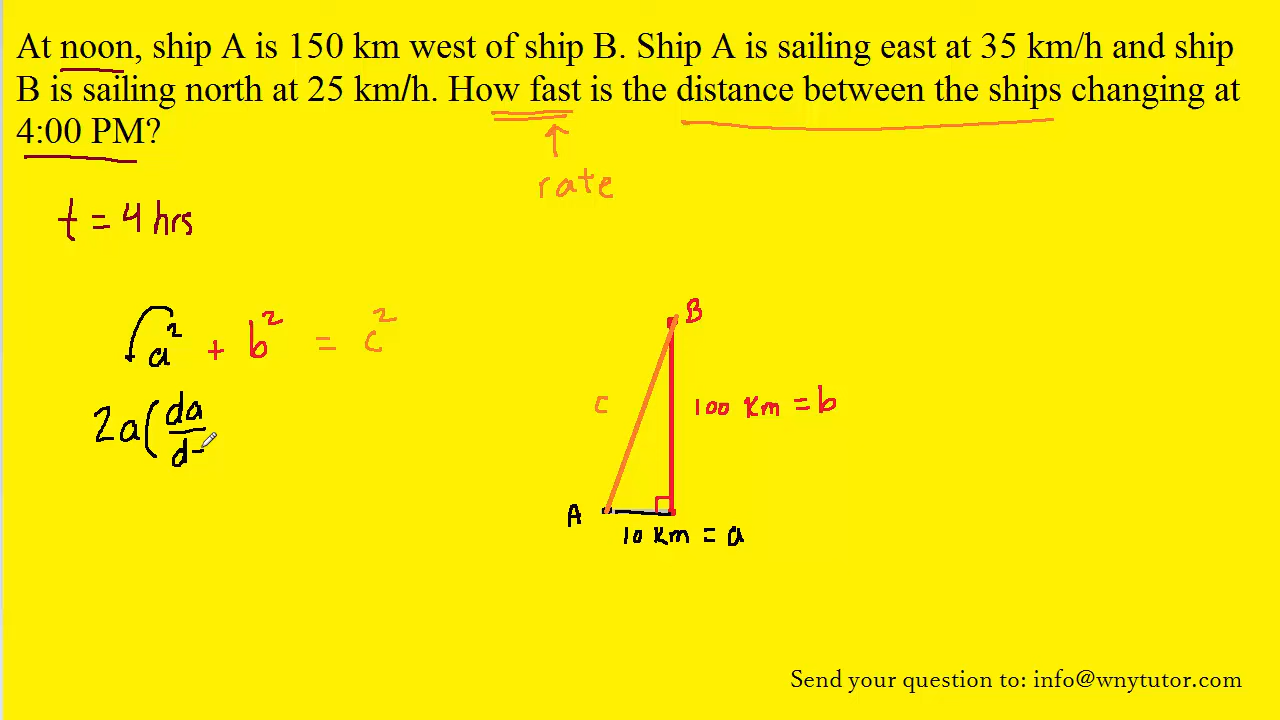 At noon, ship A is 150 km west of ship B. Ship A is sailing east at 35 km/h and ship
B is sailing north at 25 km/h. How fast is the distance between the ships changing at
4:00 PM?
rate
t = 4 hrs
a² + b² = c²
2a(da/d
B
c
100 km = b
A
10 km = a
Send your question to: info@wnytutor.com